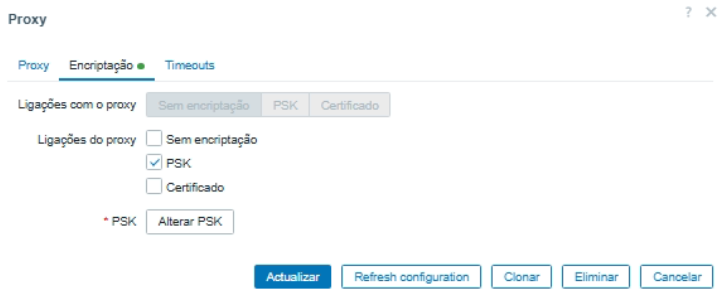 Proxy
? ×
Proxy Encriptação Timeouts
Ligações com o proxy Sem encriptação PSK Certificado
Ligações do proxy Sem encriptação
PSK
Certificado
* PSK Alterar PSK
Actualizar Refresh configuration Clonar Eliminar Cancelar